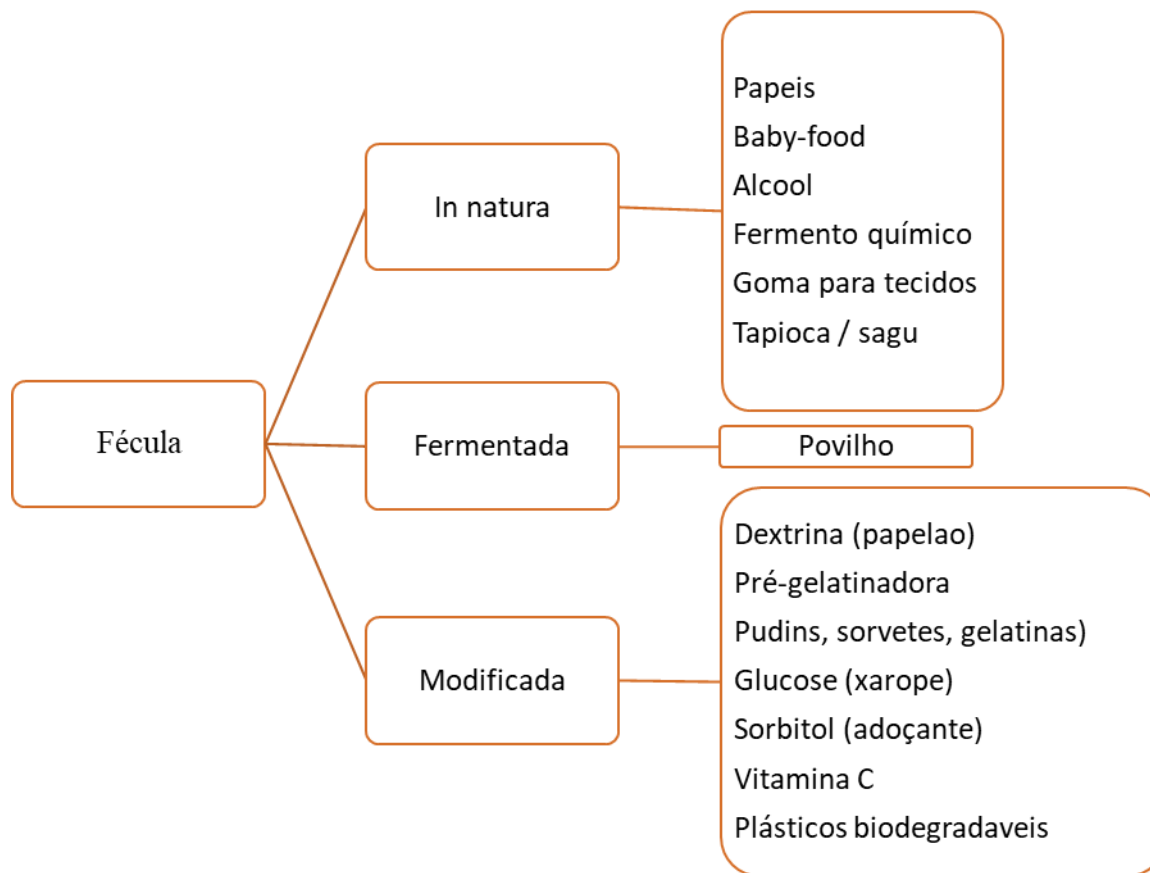 Fécula
In natura
Papeis
Baby-food
Alcool
Fermento químico
Goma para tecidos
Tapioca / sagu
Fermentada
Povilho
Modificada
Dextrina (papelao)
Pré-gelatinadora
Pudins, sorvetes, gelatinas)
Glucose (xarope)
Sorbitol (adoçante)
Vitamina C
Plásticos biodegradaveis